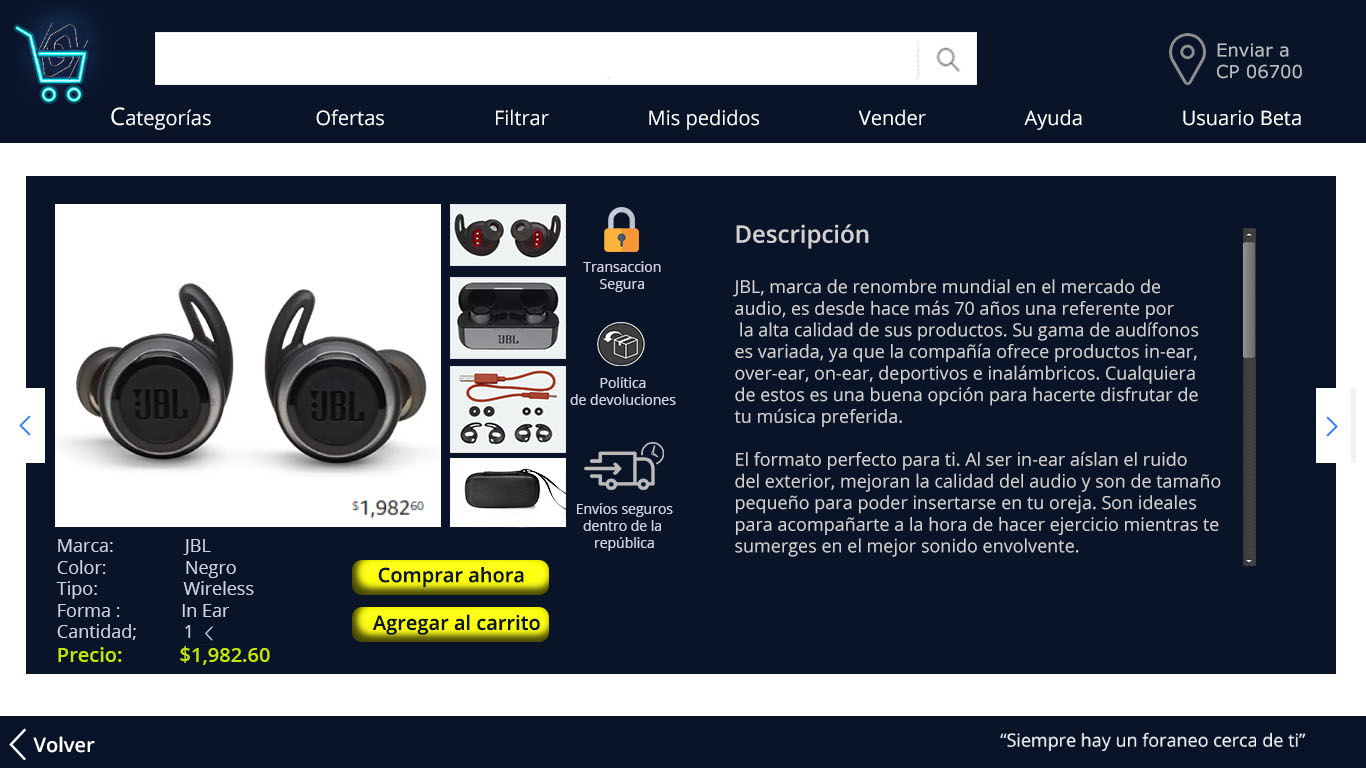 Enviar a
CP 06700
Categorías
Ofertas
Filtrar
Mis pedidos
Vender
Ayuda
Usuario Beta
JBL
JBL
$1,982⁶⁰
JBL
Transaccion
Segura
Política
de devoluciones
Envíos seguros
dentro de la
república
Descripción
JBL, marca de renombre mundial en el mercado de
audio, es desde hace más 70 años una referente por
la alta calidad de sus productos. Su gama de audífonos
es variada, ya que la compañía ofrece productos in-ear,
over-ear, on-ear, deportivos e inalámbricos. Cualquiera
de estos es una buena opción para hacerte disfrutar de
tu música preferida.
El formato perfecto para ti. Al ser in-ear aíslan el ruido
del exterior, mejoran la calidad del audio y son de tamaño
pequeño para poder insertarse en tu oreja. Son ideales
para acompañarte a la hora de hacer ejercicio mientras te
sumerges en el mejor sonido envolvente.
Marca: JBL
Color: Negro
Tipo: Wireless
Forma : In Ear
Cantidad; 1
Precio: $1,982.60
Comprar ahora
Agregar al carrito
Volver
“Siempre hay un foraneo cerca de ti”